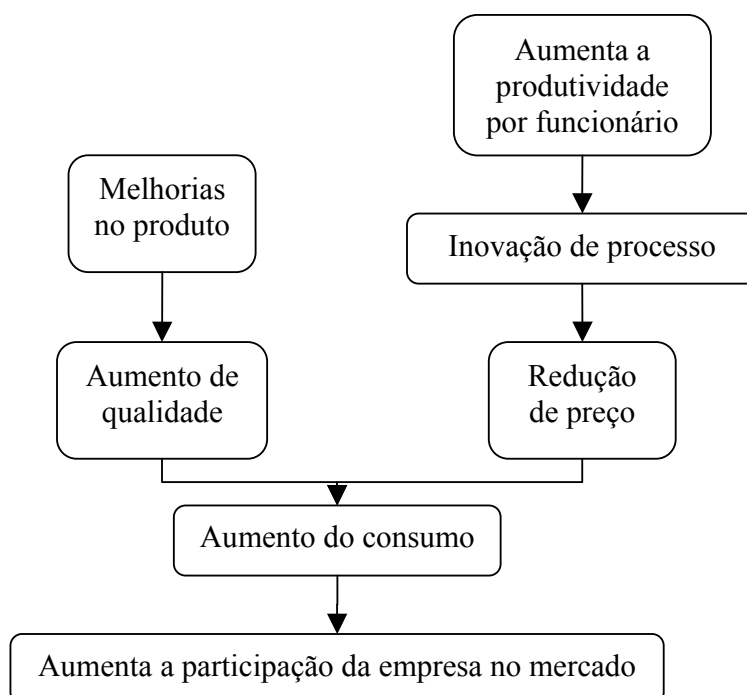 Aumenta a
produtividade
por funcionário
Melhorias
no produto
Inovação de processo
Aumento de
qualidade
Redução
de preço
Aumento do consumo
Aumenta a participação da empresa no mercado